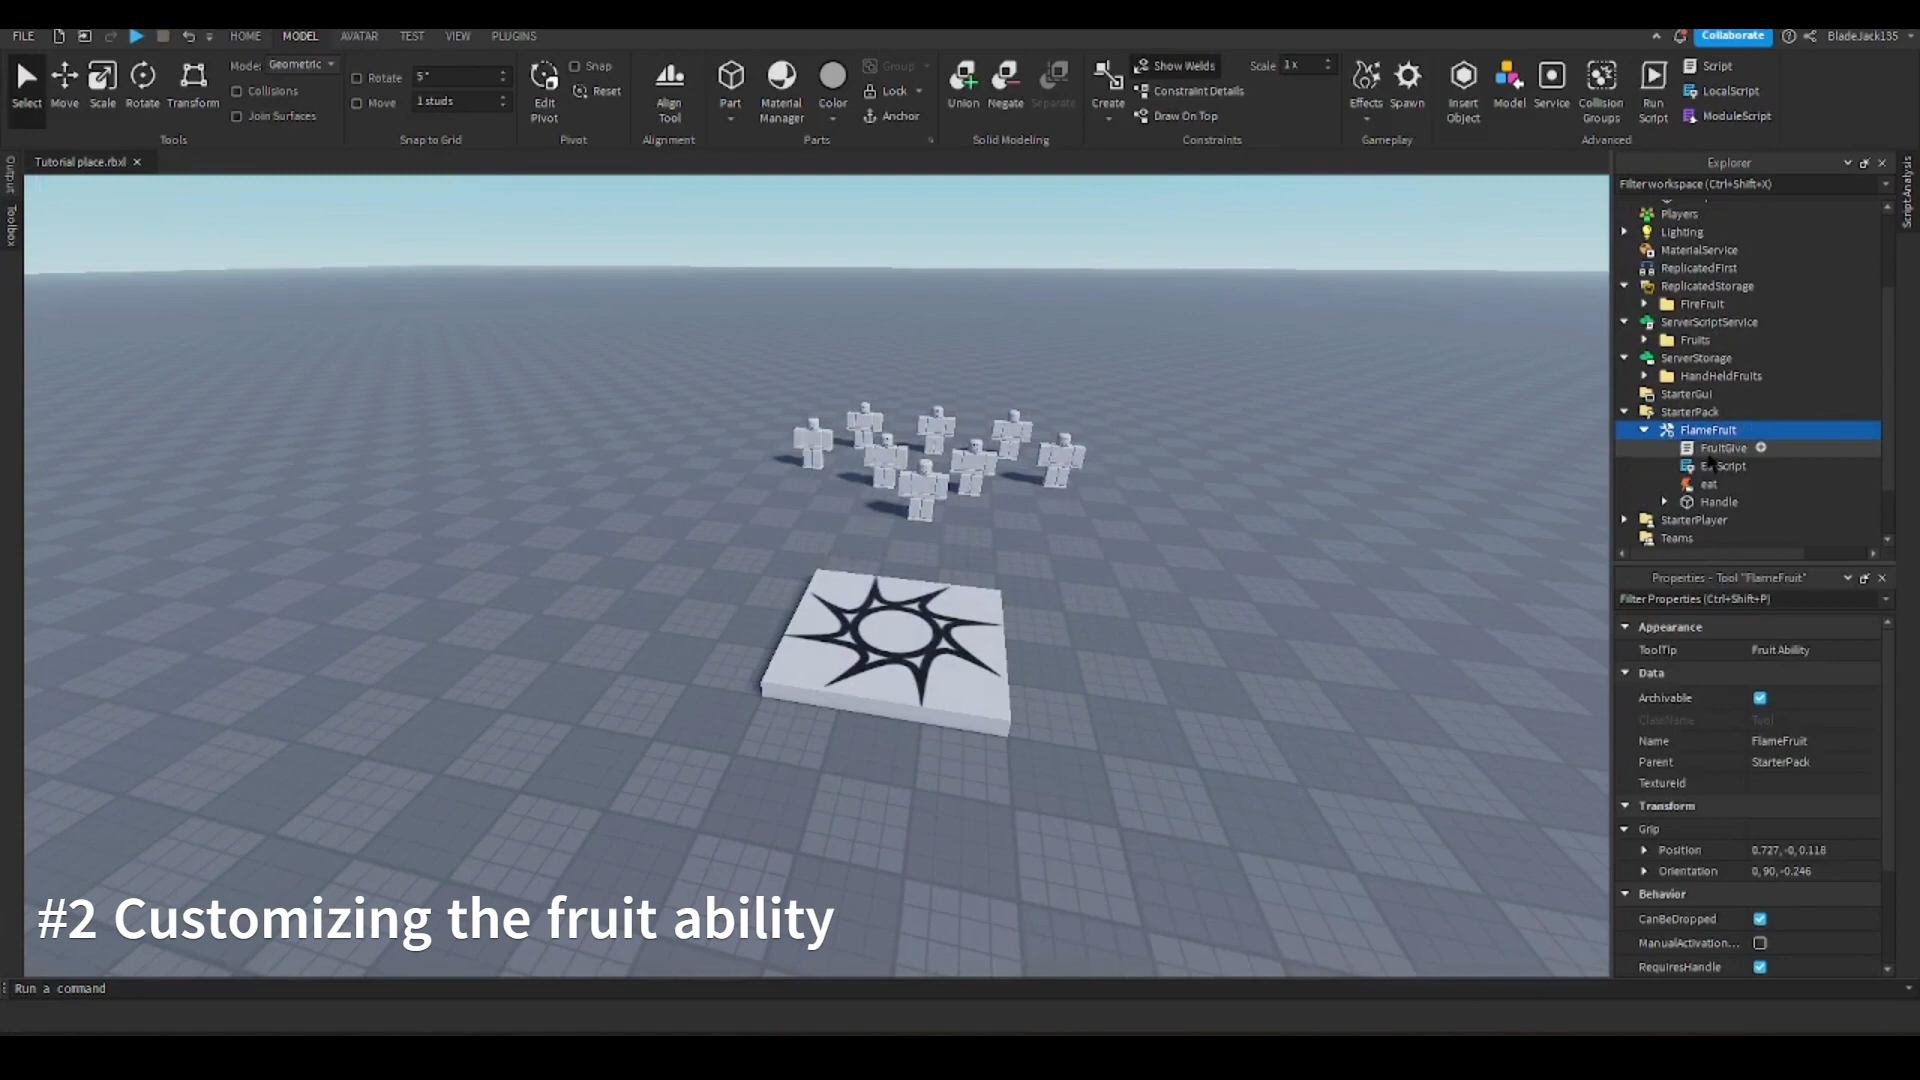 FILE HOME MODEL AVATAR TEST VIEW PLUGINS Collaborate BladeJack135
Select Move Scale Rotate Transform
Mode: Geometric
Collisions
Join Surfaces
Tools
Rotate 5°
Move 1 studs
Snap to Grid
Edit Pivot
Snap
Reset
Pivot
Align Tool
Alignment
Part Material Manager Color
Group
Lock
Anchor
Parts
Union Negate Separate
Solid Modeling
Create
Show Welds Scale 1 x
Constraint Details
Draw On Top
Constraints
Effects Spawn
Gameplay
Insert Object Model Service Collision Groups Run Script
Script
LocalScript
ModuleScript
Advanced
Output
Toolbox
Tutorial place.rbxl
Explorer
Script Analysis
Filter workspace (Ctrl+Shift+X)
Players
Lighting
MaterialService
ReplicatedFirst
ReplicatedStorage
FireFruit
ServerScriptService
Fruits
ServerStorage
HandHeldFruits
StarterGui
StarterPack
FlameFruit
FruitGive
Script
eat
Handle
StarterPlayer
Teams
Properties - Tool "FlameFruit"
Filter Properties (Ctrl+Shift+P)
Appearance
ToolTip Fruit Ability
Data
Archivable
ClassName Tool
Name FlameFruit
Parent StarterPack
TextureId
Transform
Grip
Position 0.727, -0, 0.118
Orientation 0, 90, -0.246
Behavior
CanBeDropped
ManualActivation...
RequiresHandle
#2 Customizing the fruit ability
Run a command